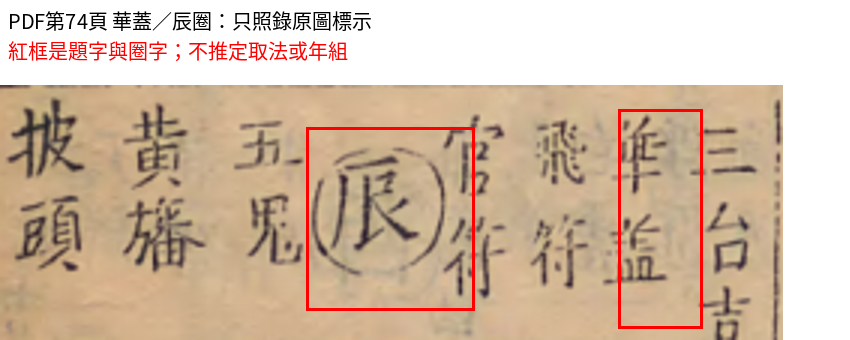 PDF第74頁 華蓋／辰圈：只照錄原圖標示
紅框是題字與圈字；不推定取法或年組
三台吉
華盖
飛符
官符
辰
五鬼
黄旛
披頭